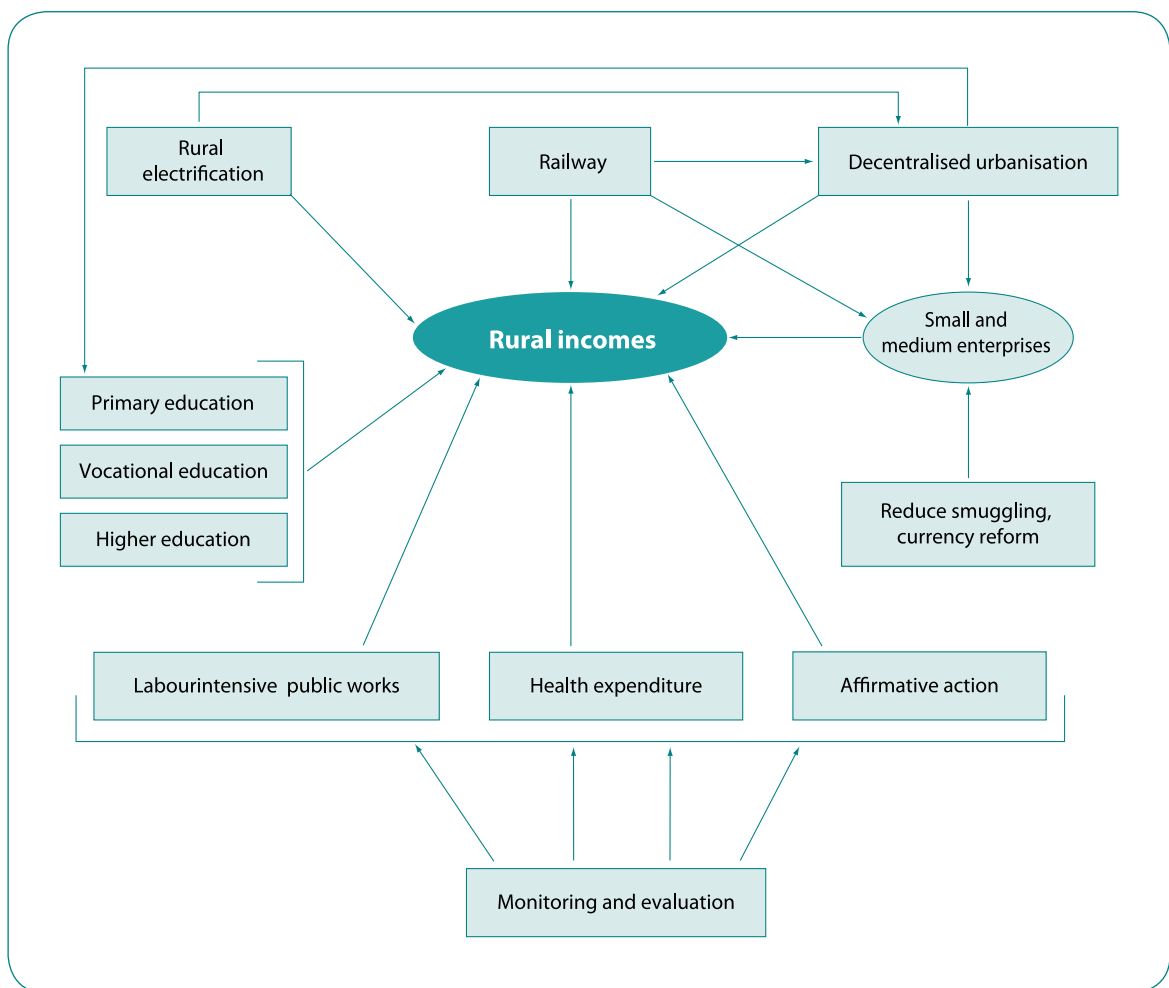 Rural
electrification
Railway
Decentralised urbanisation
Rural incomes
Small and
medium enterprises
Primary education
Vocational education
Higher education
Reduce smuggling,
currency reform
Labourintensive public works
Health expenditure
Affirmative action
Monitoring and evaluation